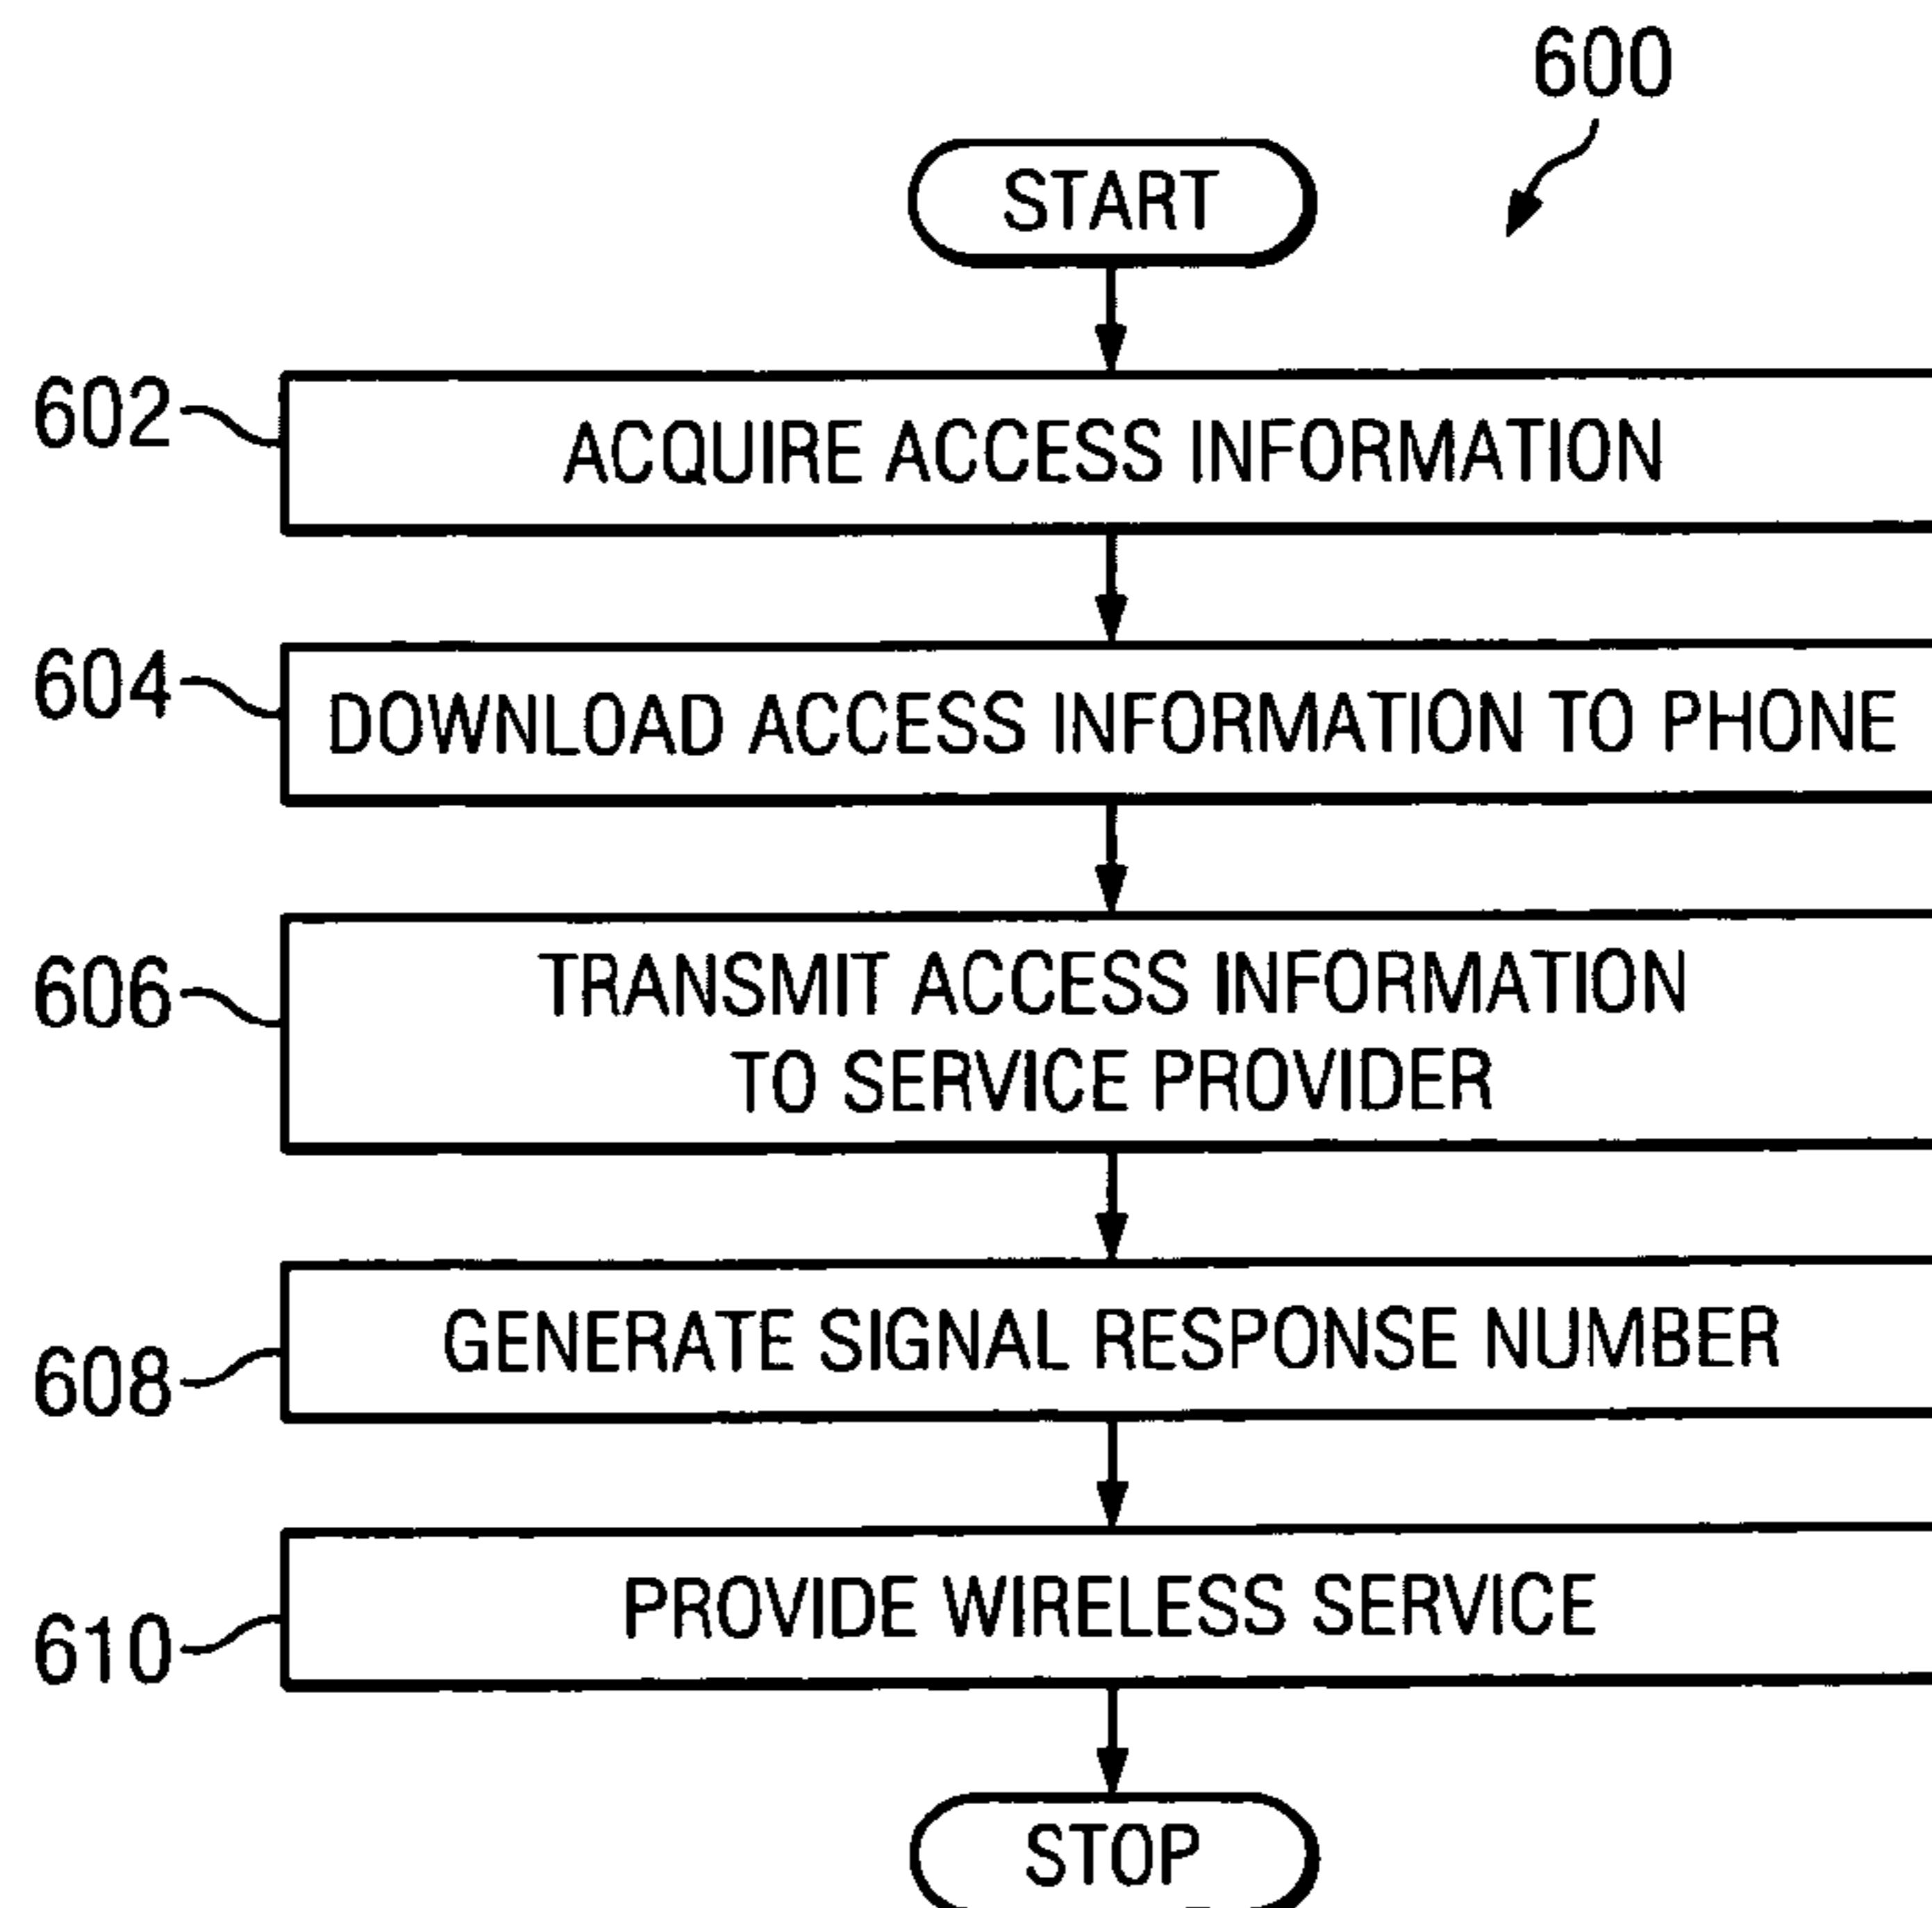 600
START
602
ACQUIRE ACCESS INFORMATION
604
DOWNLOAD ACCESS INFORMATION TO PHONE
606
TRANSMIT ACCESS INFORMATION
TO SERVICE PROVIDER
608
GENERATE SIGNAL RESPONSE NUMBER
610
PROVIDE WIRELESS SERVICE
STOP